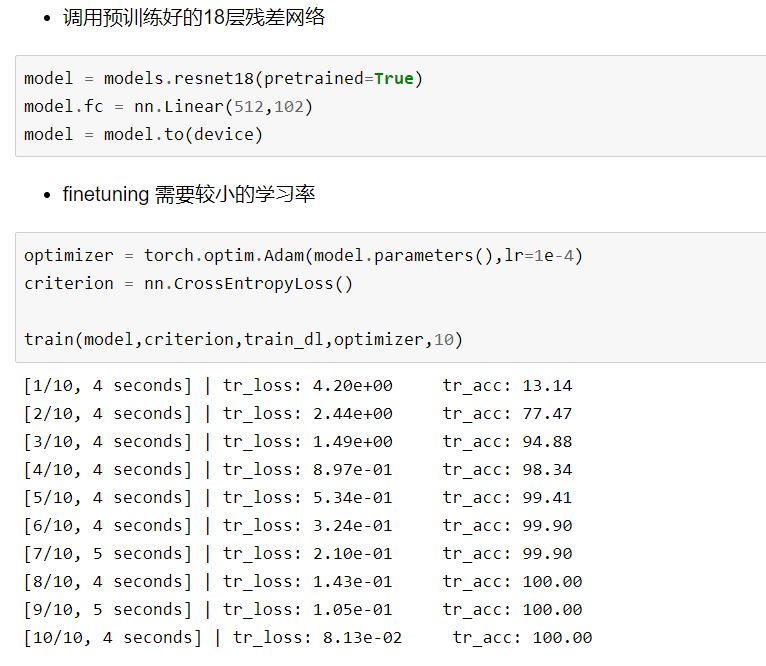 • 调用预训练好的18层残差网络
model = models.resnet18(pretrained=True)
model.fc = nn.Linear(512,102)
model = model.to(device)
• finetuning 需要较小的学习率
optimizer = torch.optim.Adam(model.parameters(),lr=1e-4)
criterion = nn.CrossEntropyLoss()
train(model,criterion,train_dl,optimizer,10)
[1/10, 4 seconds] | tr_loss: 4.20e+00     tr_acc: 13.14
[2/10, 4 seconds] | tr_loss: 2.44e+00     tr_acc: 77.47
[3/10, 4 seconds] | tr_loss: 1.49e+00     tr_acc: 94.88
[4/10, 4 seconds] | tr_loss: 8.97e-01     tr_acc: 98.34
[5/10, 4 seconds] | tr_loss: 5.34e-01     tr_acc: 99.41
[6/10, 4 seconds] | tr_loss: 3.24e-01     tr_acc: 99.90
[7/10, 5 seconds] | tr_loss: 2.10e-01     tr_acc: 99.90
[8/10, 4 seconds] | tr_loss: 1.43e-01     tr_acc: 100.00
[9/10, 5 seconds] | tr_loss: 1.05e-01     tr_acc: 100.00
[10/10, 4 seconds] | tr_loss: 8.13e-02     tr_acc: 100.00